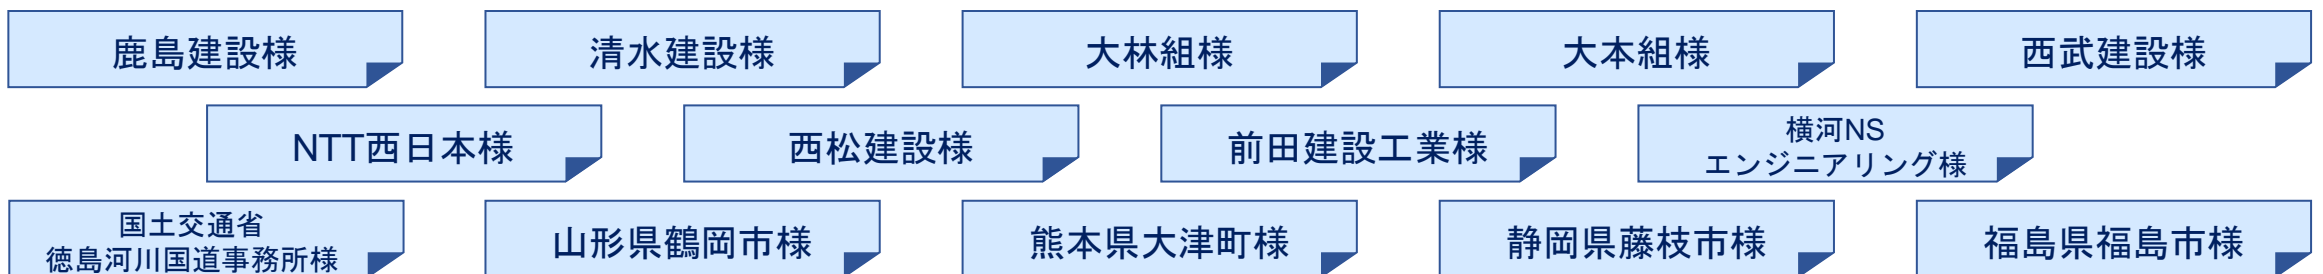 鹿島建設様
清水建設様
大林組様
大本組様
西武建設様
NTT西日本様
西松建設様
前田建設工業様
横河NS
エンジニアリング様
国土交通省
徳島河川国道事務所様
山形県鶴岡市様
熊本県大津町様
静岡県藤枝市様
福島県福島市様